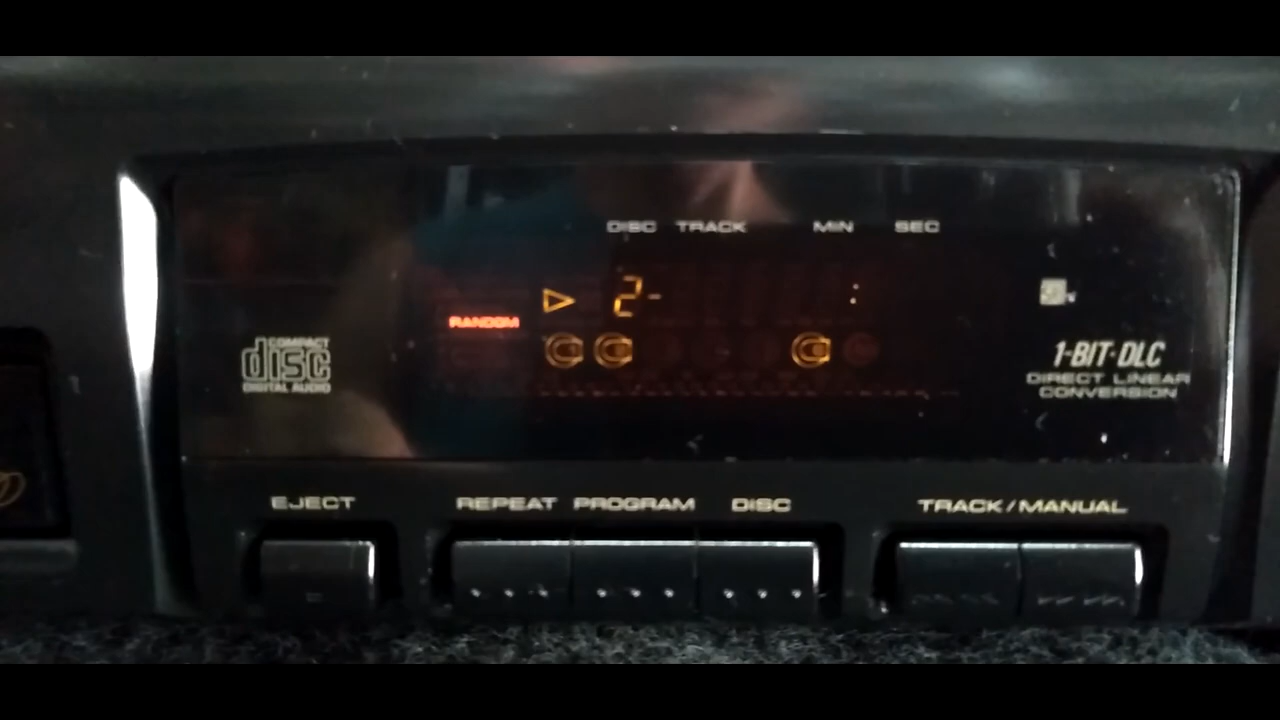 DISC TRACK MIN SEC
2-
:
RANDOM
COMPACT
disc
DIGITAL AUDIO
1-BIT·DLC
DIRECT LINEAR
CONVERSION
EJECT REPEAT PROGRAM DISC TRACK/MANUAL